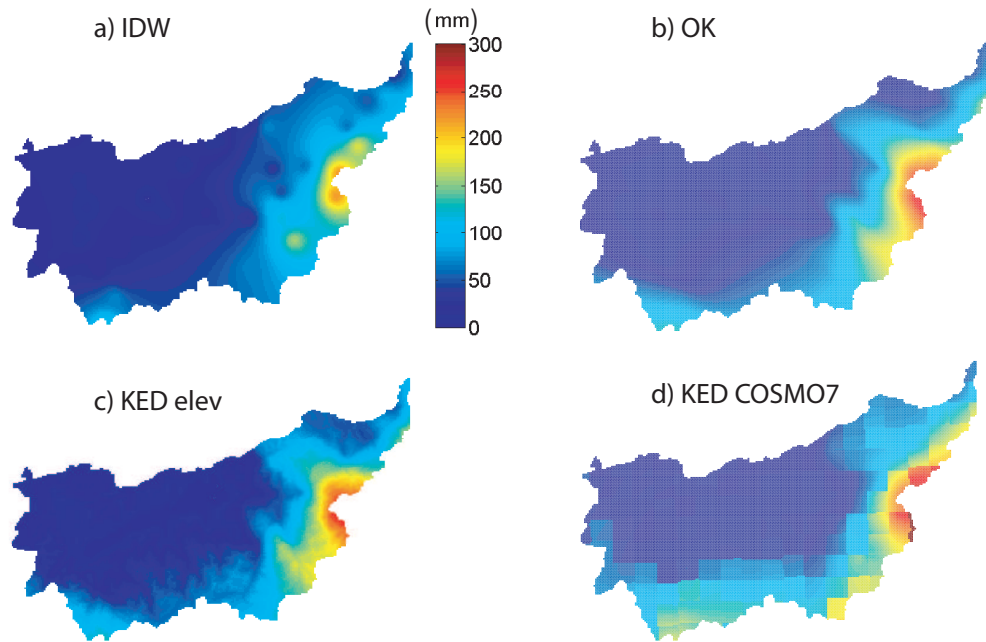 a) IDW
(mm)
300
250
200
150
100
50
0
b) OK
c) KED elev
d) KED COSMO7